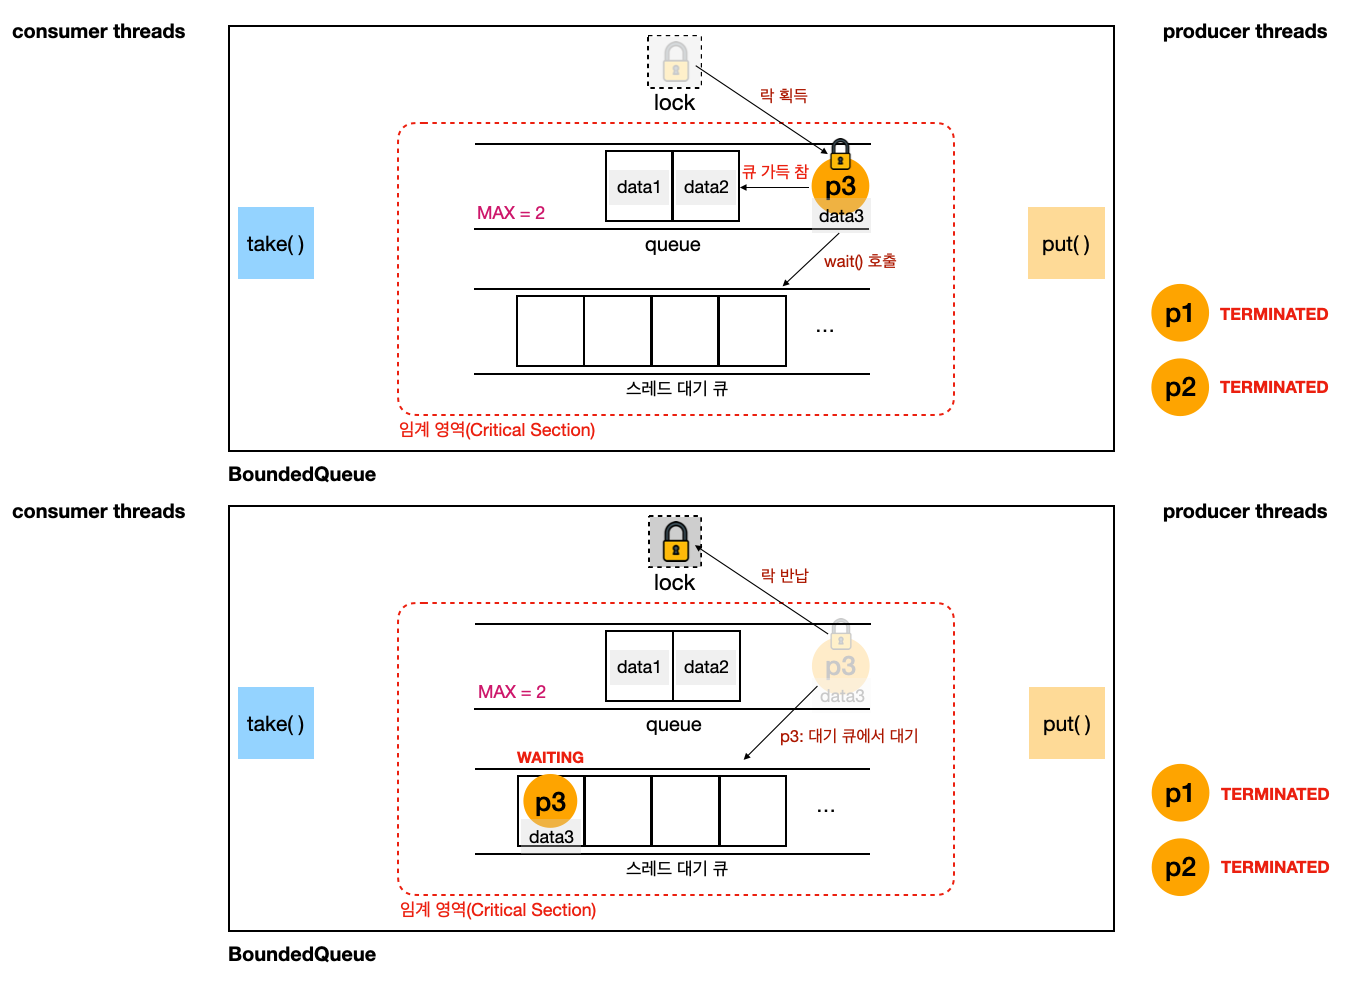 consumer threads
producer threads
lock
락 획득
data1
data2
큐 가득 참
p3
data3
MAX = 2
queue
take( )
put( )
wait() 호출
...
스레드 대기 큐
p1
TERMINATED
p2
TERMINATED
임계 영역(Critical Section)
BoundedQueue
consumer threads
producer threads
lock
락 반납
data1
data2
p3
data3
MAX = 2
queue
take( )
put( )
p3: 대기 큐에서 대기
WAITING
p3
data3
...
스레드 대기 큐
p1
TERMINATED
p2
TERMINATED
임계 영역(Critical Section)
BoundedQueue